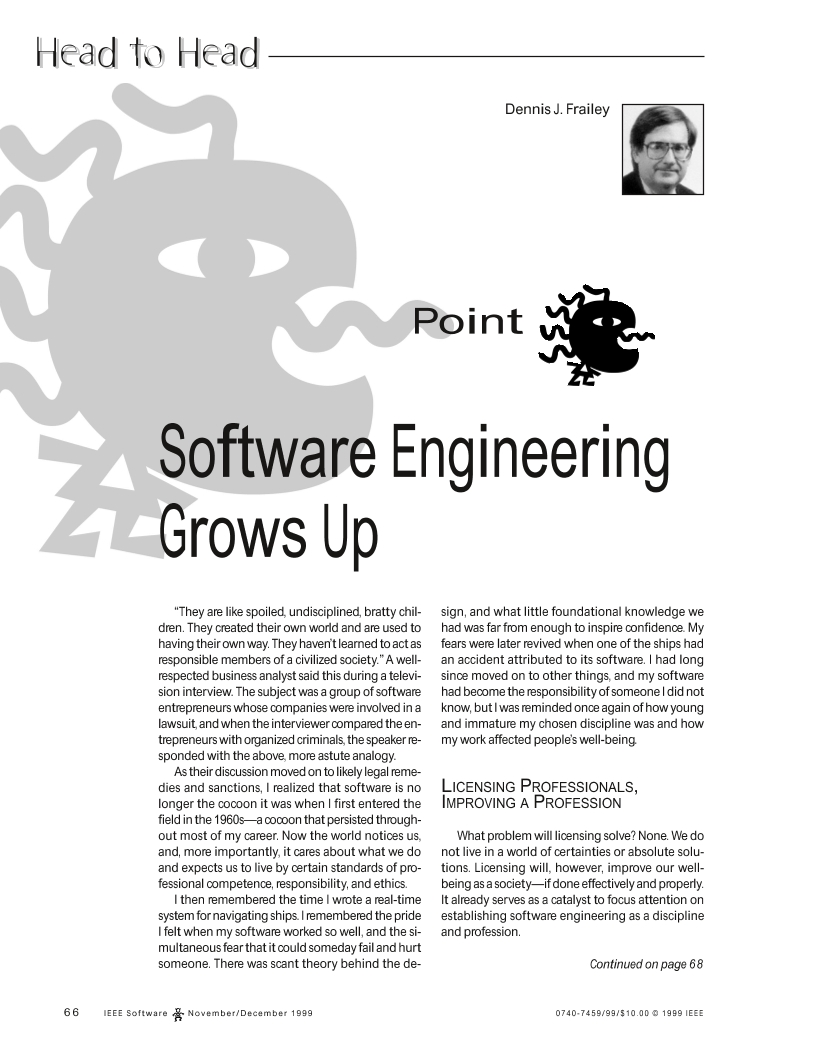 Head to Head
Dennis J. Frailey
Point
Software Engineering
Grows Up
“They are like spoiled, undisciplined, bratty chil-
dren. They created their own world and are used to
having their own way. They haven’t learned to act as
responsible members of a civilized society.” A well-
respected business analyst said this during a televi-
sion interview. The subject was a group of software
entrepreneurs whose companies were involved in a
lawsuit, and when the interviewer compared the en-
trepreneurs with organized criminals, the speaker re-
sponded with the above, more astute analogy.
As their discussion moved on to likely legal reme-
dies and sanctions, I realized that software is no
longer the cocoon it was when I first entered the
field in the 1960s—a cocoon that persisted through-
out most of my career. Now the world notices us,
and, more importantly, it cares about what we do
and expects us to live by certain standards of pro-
fessional competence, responsibility, and ethics.
I then remembered the time I wrote a real-time
system for navigating ships. I remembered the pride
I felt when my software worked so well, and the si-
multaneous fear that it could someday fail and hurt
someone. There was scant theory behind the de-
sign, and what little foundational knowledge we
had was far from enough to inspire confidence. My
fears were later revived when one of the ships had
an accident attributed to its software. I had long
since moved on to other things, and my software
had become the responsibility of someone I did not
know, but I was reminded once again of how young
and immature my chosen discipline was and how
my work affected people’s well-being.
LICENSING PROFESSIONALS,
IMPROVING A PROFESSION
What problem will licensing solve? None. We do
not live in a world of certainties or absolute solu-
tions. Licensing will, however, improve our well-
being as a society—if done effectively and properly.
It already serves as a catalyst to focus attention on
establishing software engineering as a discipline
and profession.
Continued on page 68
66 IEEE Software November/December 1999 0740-7459/99/$10.00 © 1999 IEEE